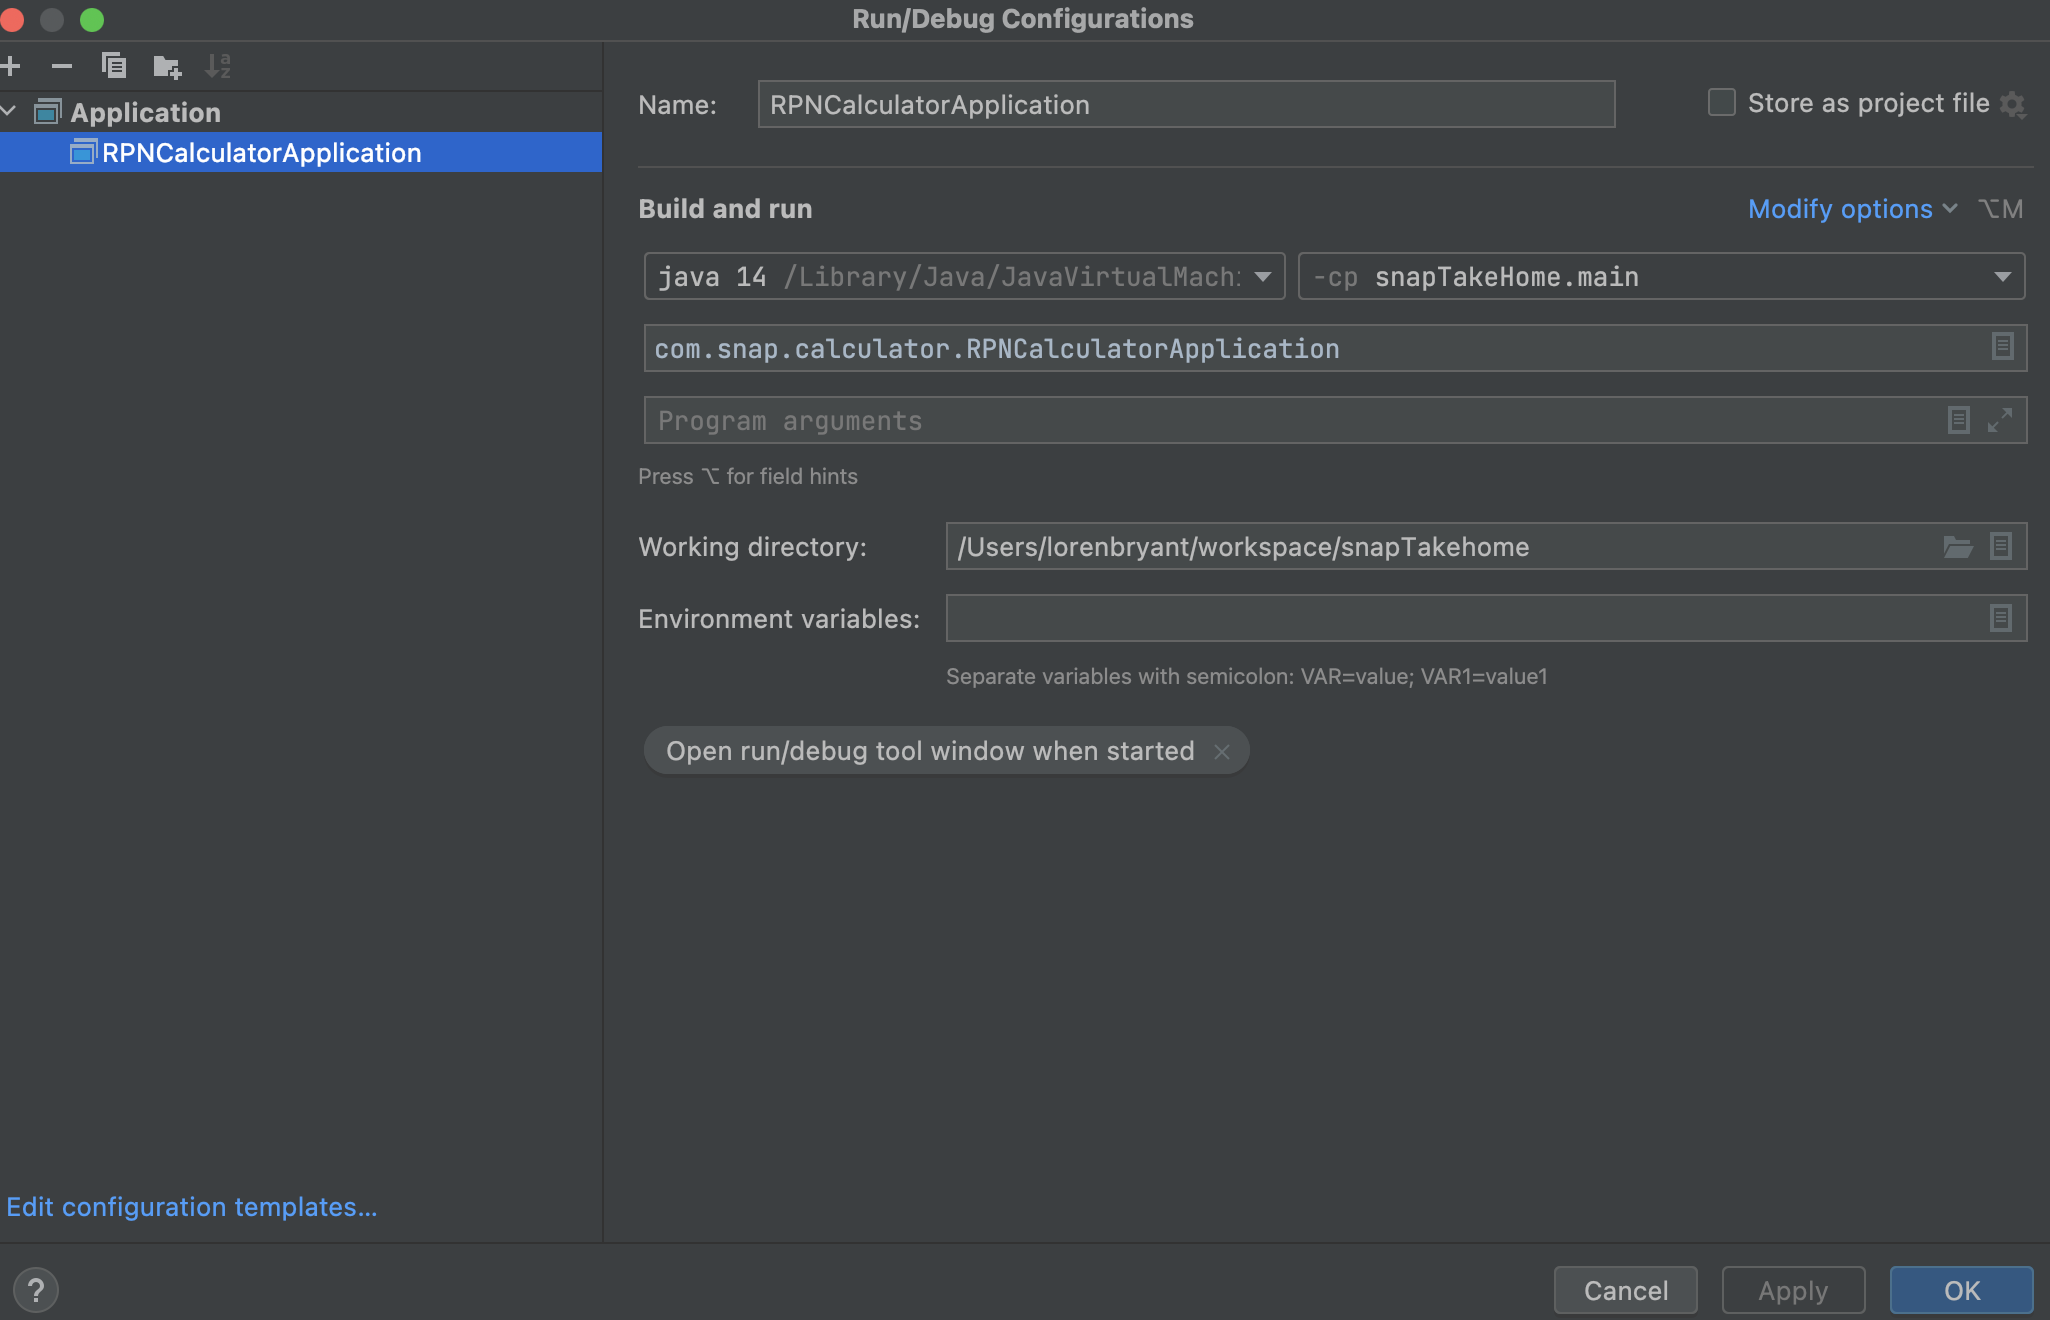 Run/Debug Configurations
Application
RPNCalculatorApplication
Edit configuration templates...
Name: RPNCalculatorApplication
Store as project file
Build and run
Modify options ⌥M
java 14 /Library/Java/JavaVirtualMach
-cp snapTakeHome.main
com.snap.calculator.RPNCalculatorApplication
Program arguments
Press ⌥ for field hints
Working directory: /Users/lorenbryant/workspace/snapTakehome
Environment variables:
Separate variables with semicolon: VAR=value; VAR1=value1
Open run/debug tool window when started ×
?
Cancel
Apply
OK